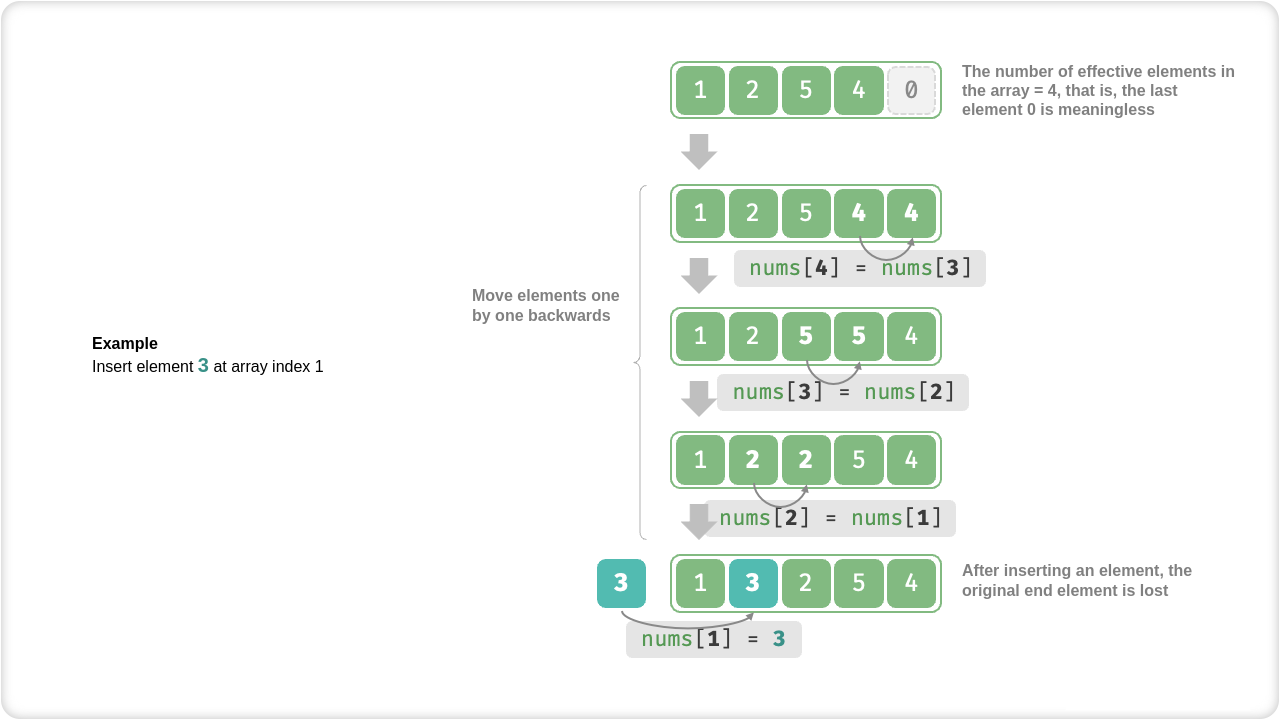 1 2 5 4 0
The number of effective elements in
the array = 4, that is, the last
element 0 is meaningless
1 2 5 4 4
nums[4] = nums[3]
Move elements one
by one backwards
1 2 5 5 4
Example
Insert element 3 at array index 1
nums[3] = nums[2]
1 2 2 5 4
nums[2] = nums[1]
3 1 3 2 5 4
After inserting an element, the
original end element is lost
nums[1] = 3